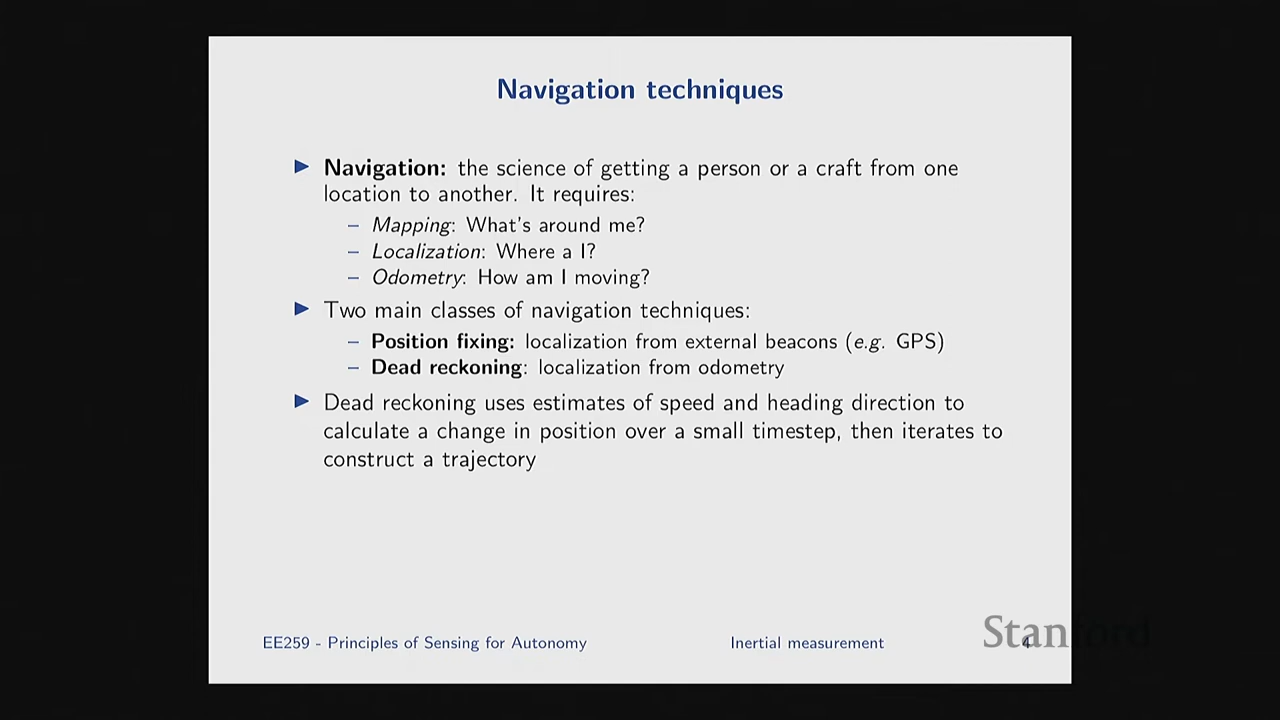 Navigation techniques
Navigation: the science of getting a person or a craft from one
location to another. It requires:
– Mapping: What's around me?
– Localization: Where a I?
– Odometry: How am I moving?
Two main classes of navigation techniques:
– Position fixing: localization from external beacons (e.g. GPS)
– Dead reckoning: localization from odometry
Dead reckoning uses estimates of speed and heading direction to
calculate a change in position over a small timestep, then iterates to
construct a trajectory
EE259 - Principles of Sensing for Autonomy
Inertial measurement
4
Stanford